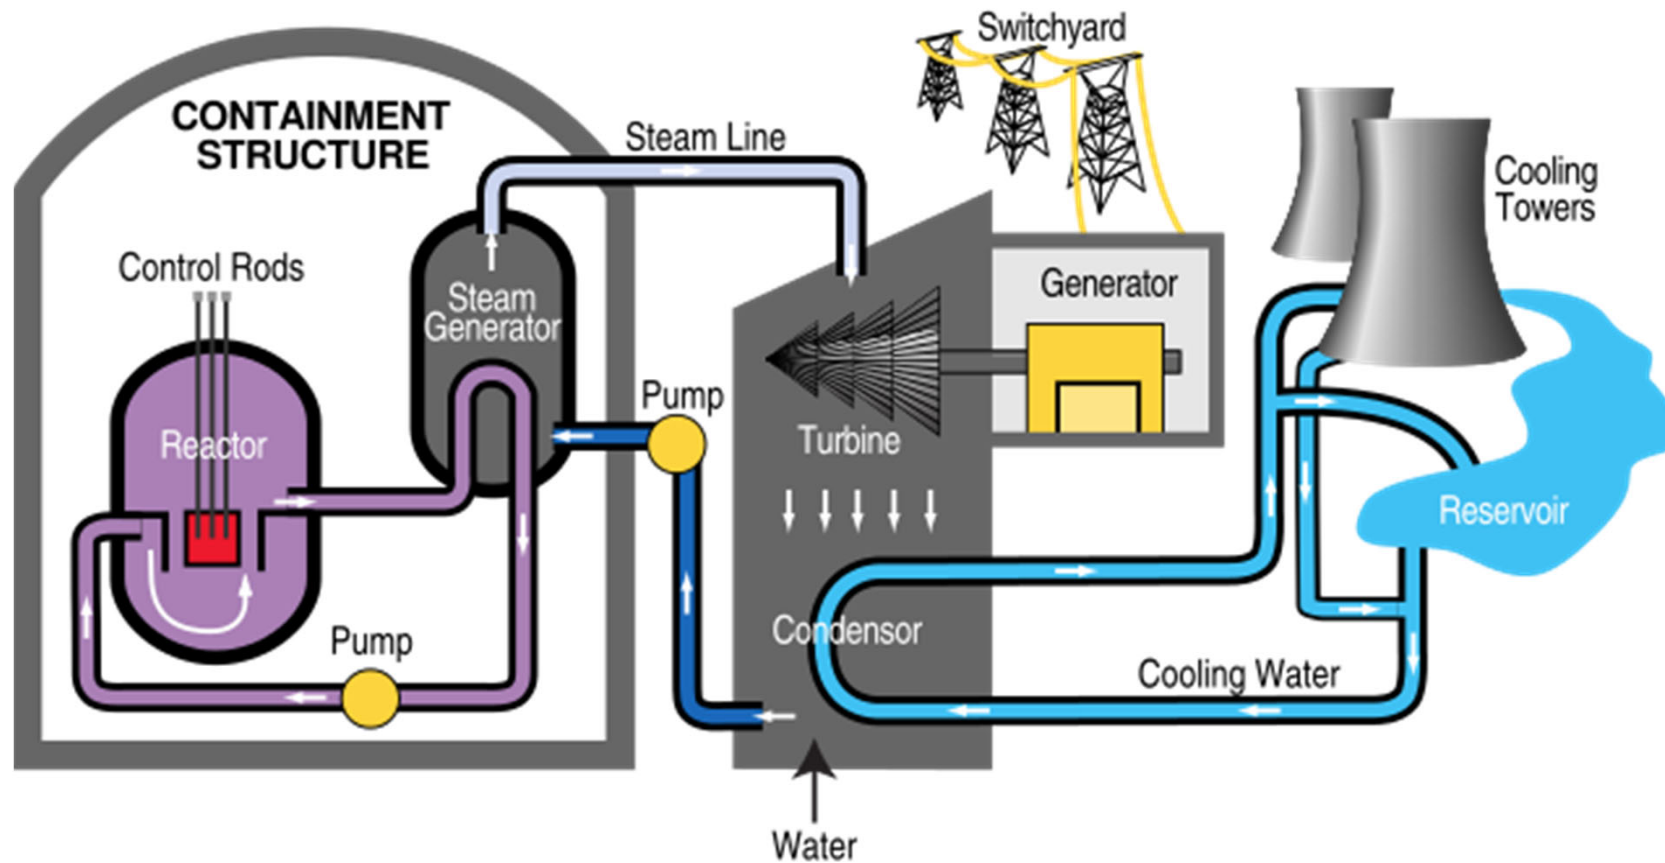 Switchyard
CONTAINMENT
STRUCTURE
Steam Line
Cooling
Towers
Control Rods
Steam
Generator
Generator
Pump
Reactor
Turbine
Reservoir
Pump
Condensor
Cooling Water
Water